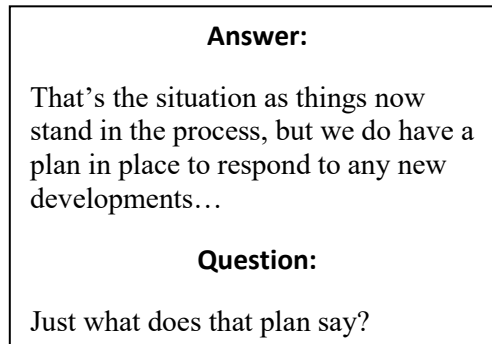 Answer:
That’s the situation as things now
stand in the process, but we do have a
plan in place to respond to any new
developments…
Question:
Just what does that plan say?